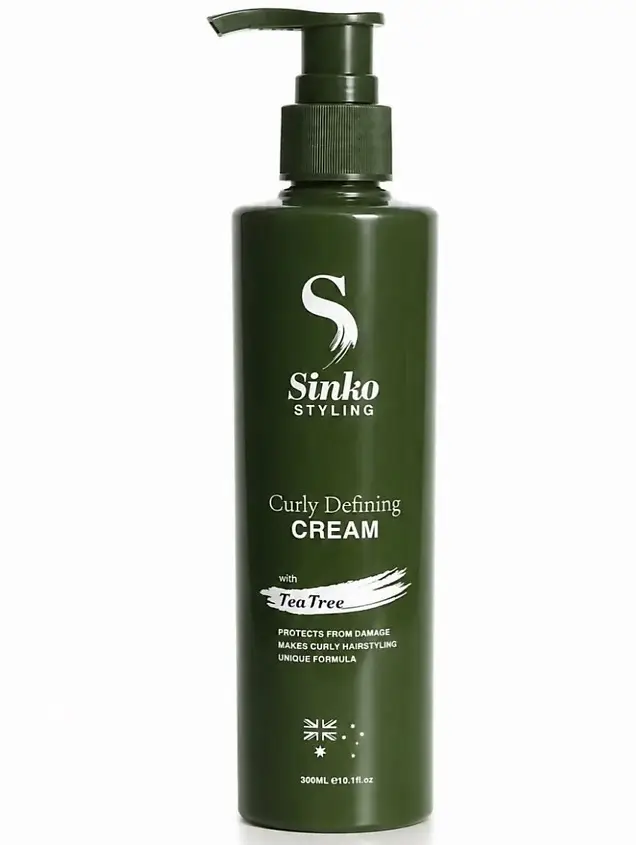 S
Sinko
STYLING
Curly Defining
CREAM
with
Tea Tree
PROTECTS FROM DAMAGE
MAKES CURLY HAIRSTYLING
UNIQUE FORMULA
300ML ℮10.1fl.oz